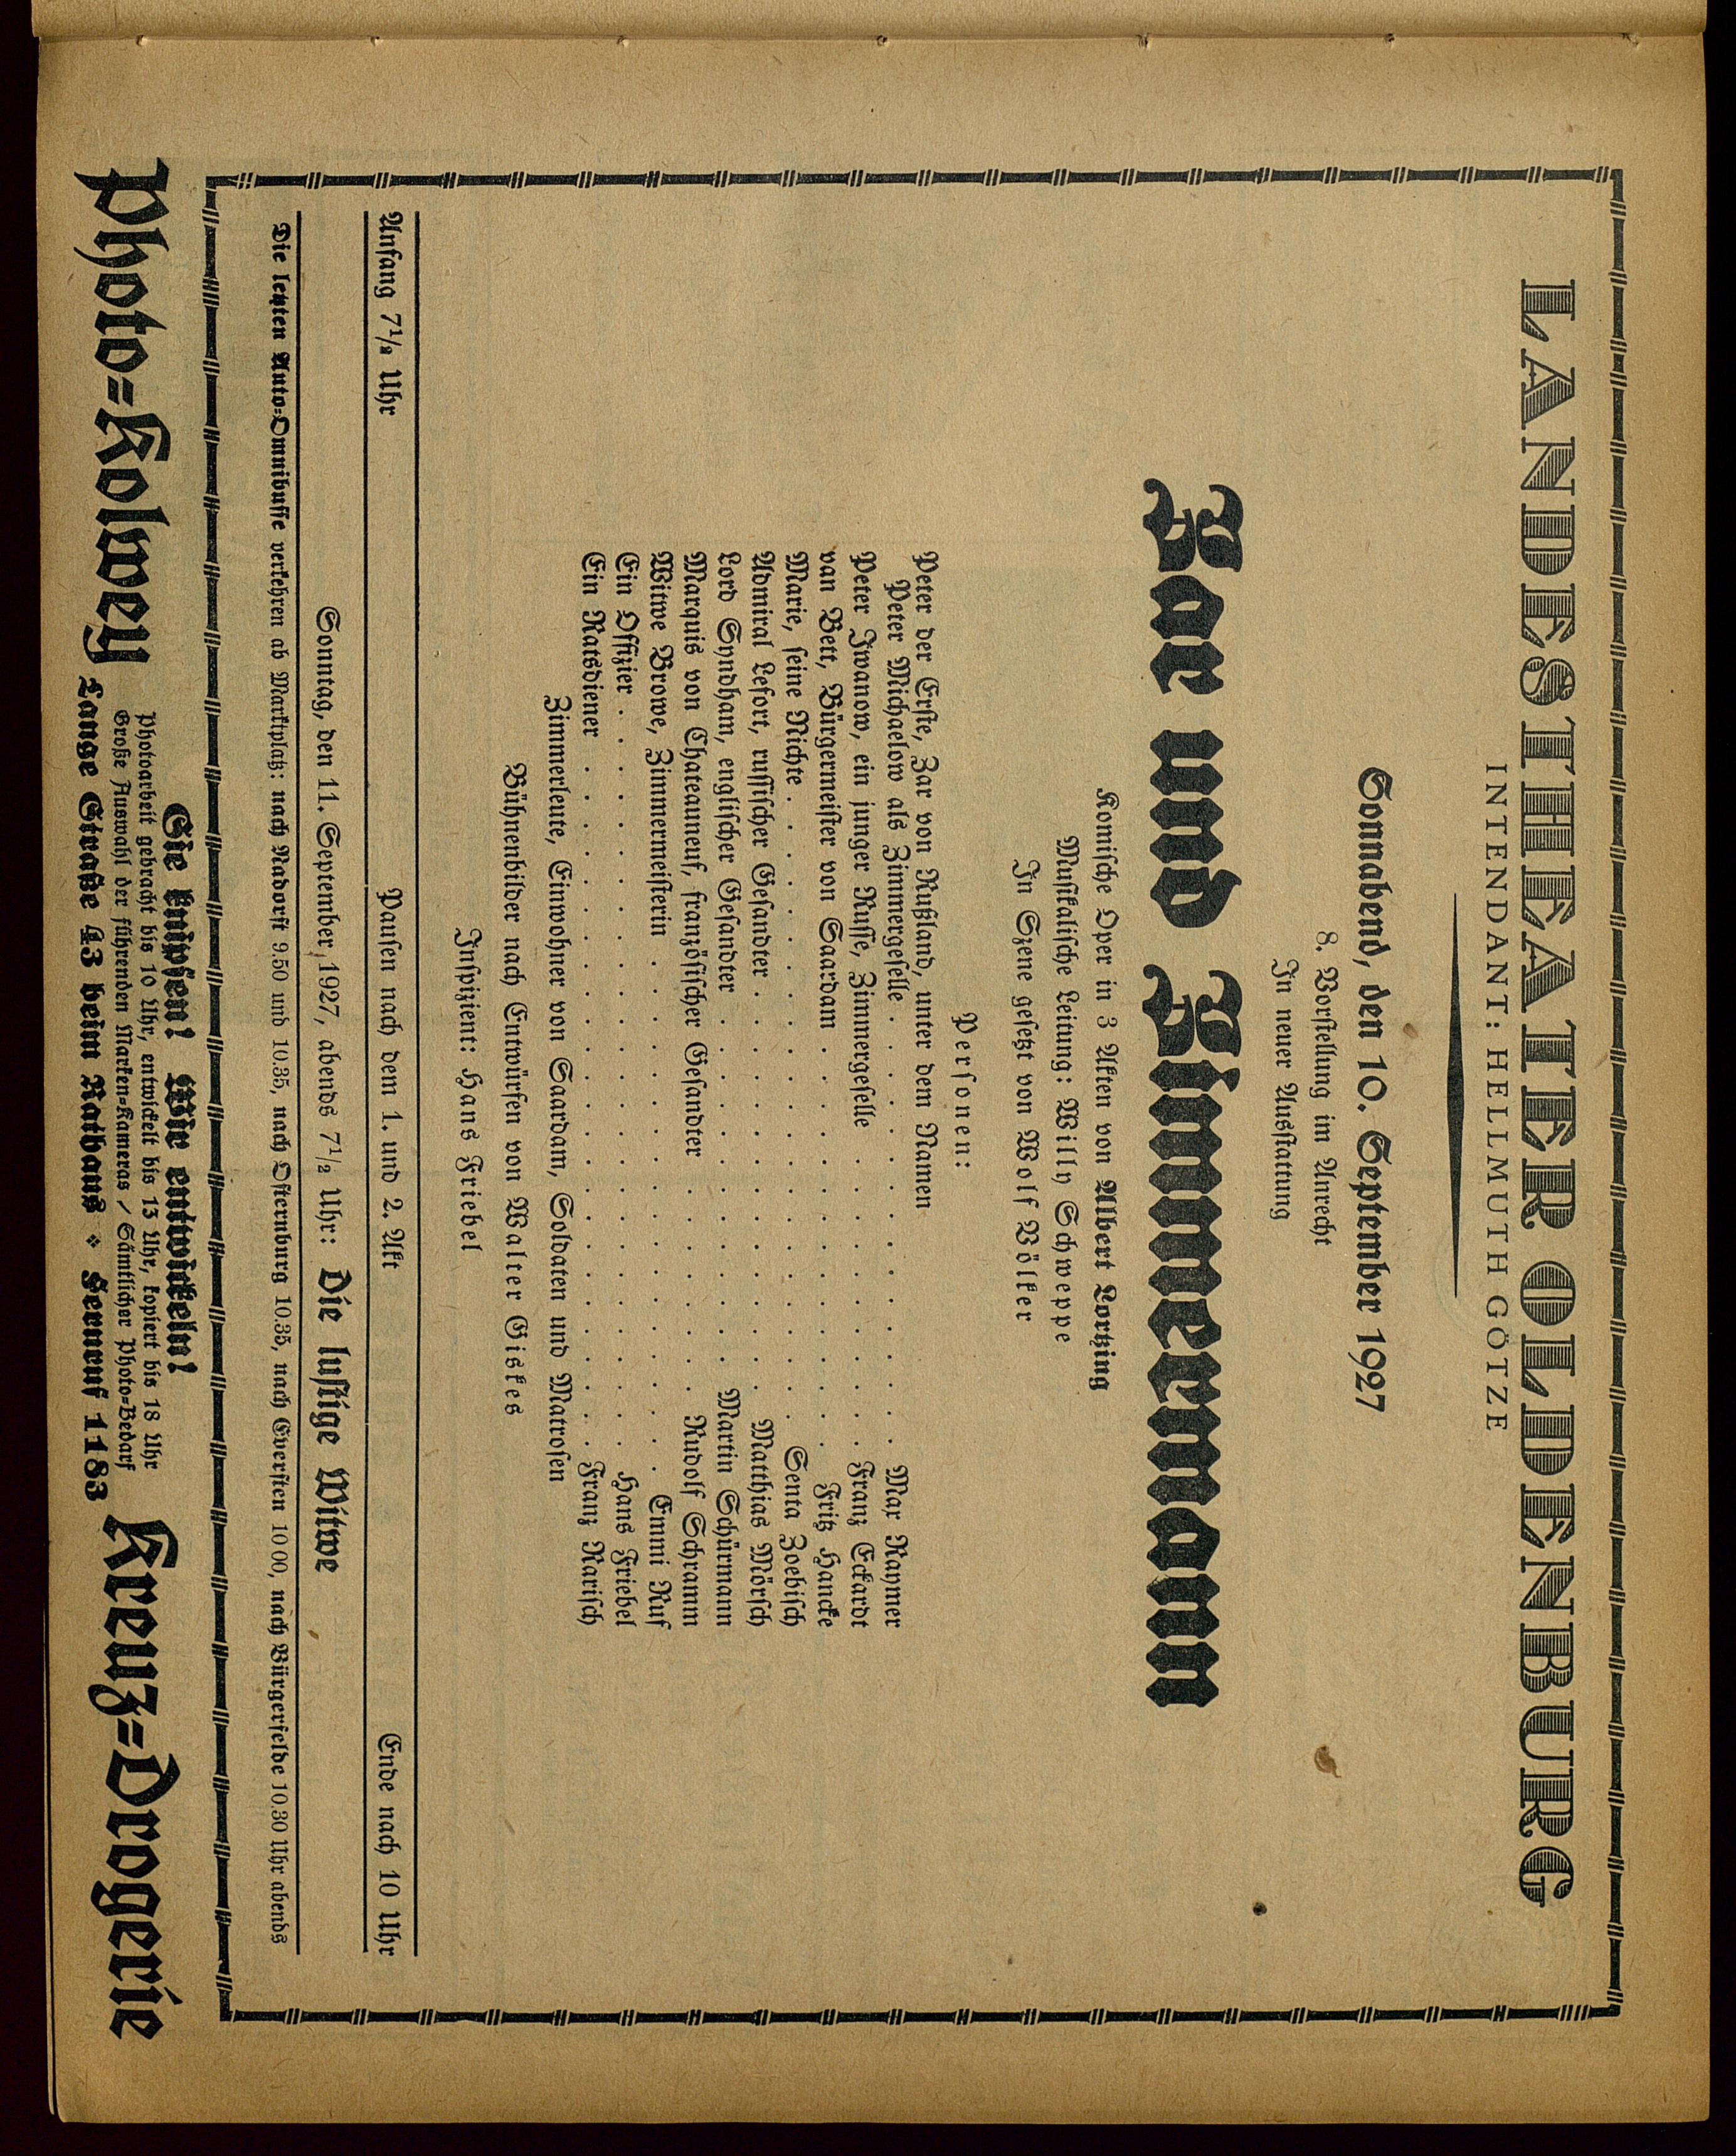 LANDESTHEATER OLDENBURG
INTENDANT: HELLMUTH GÖTZE
Sonnabend, den 10. September 1927
8. Vorstellung im Anrecht
In neuer Ausstattung
Zar und Zimmermann
Komische Oper in 3 Akten von Albert Lortzing
Musikalische Leitung: Willy Schweppe
In Szene gesetzt von Wolf Völker
Personen:
Peter der Erste, Zar von Rußland, unter dem Namen
Peter Michaelow als Zimmergeselle . . . . . . . . Max Raymer
Peter Iwanow, ein junger Russe, Zimmergeselle . . . . . . Franz Eckardt
van Bett, Bürgermeister von Saardam . . . . . . . . Fritz Hancke
Marie, seine Nichte . . . . . . . . . . . . Senta Zoebisch
Admiral Lefort, russischer Gesandter . . . . . . . . Matthias Mörsch
Lord Syndham, englischer Gesandter . . . . . . . Martin Schürmann
Marquis von Chateauneuf, französischer Gesandter . . . . . Rudolf Schramm
Witwe Browe, Zimmermeisterin . . . . . . . . . . Emmi Ruf
Ein Offizier . . . . . . . . . . . . . . Hans Friebel
Ein Ratsdiener . . . . . . . . . . . . . Franz Rarisch
Zimmerleute, Einwohner von Saardam, Soldaten und Matrosen
Bühnenbilder nach Entwürfen von Walter Giskes
Inspizient: Hans Friebel
Anfang 7½ Uhr Pausen nach dem 1. und 2. Akt Ende nach 10 Uhr
Sonntag, den 11. September 1927, abends 7½ Uhr: Die lustige Witwe
Die letzten Auto-Omnibusse verkehren ab Marktplatz: nach Nadorst 9.50 und 10.35, nach Osternburg 10.35, nach Eversten 10 00, nach Bürgerfelde 10.30 Uhr abends
Photo-Kolwey
Sie knipsen! Wir entwickeln!
Photoarbeit gebracht bis 10 Uhr, entwickelt bis 13 Uhr, kopiert bis 18 Uhr
Große Auswahl der führenden Marken-Kameras / Sämtlicher Photo-Bedarf
Lange Straße 43 beim Rathaus ❖ Fernruf 1183
Kreuz-Drogerie